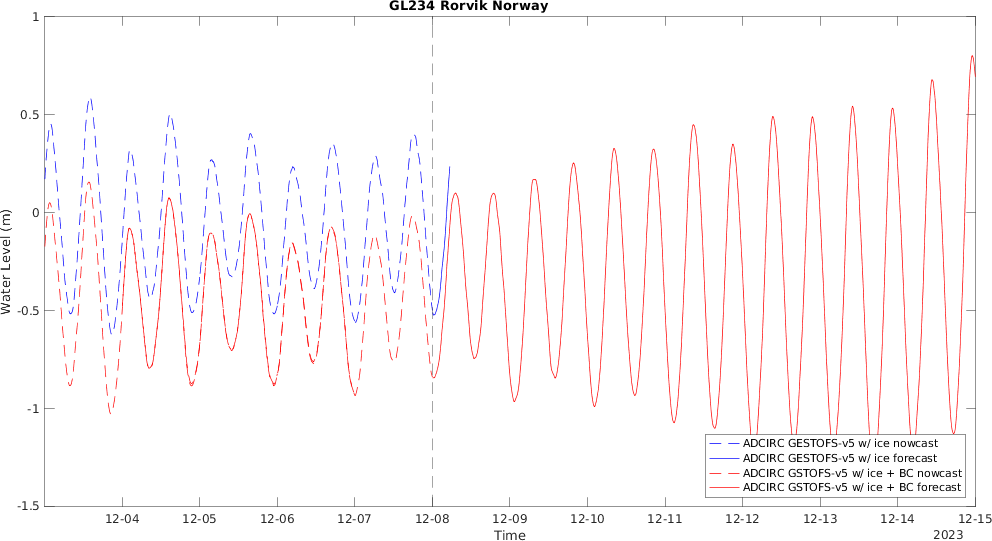 GL234 Rorvik Norway
1
0.5
0
-0.5
-1
-1.5
Water Level (m)
ADCIRC GESTOFS-v5 w/ ice nowcast
ADCIRC GESTOFS-v5 w/ ice forecast
ADCIRC GSTOFS-v5 w/ ice + BC nowcast
ADCIRC GSTOFS-v5 w/ ice + BC forecast
12-04 12-05 12-06 12-07 12-08 12-09 12-10 12-11 12-12 12-13 12-14 12-15
Time
2023